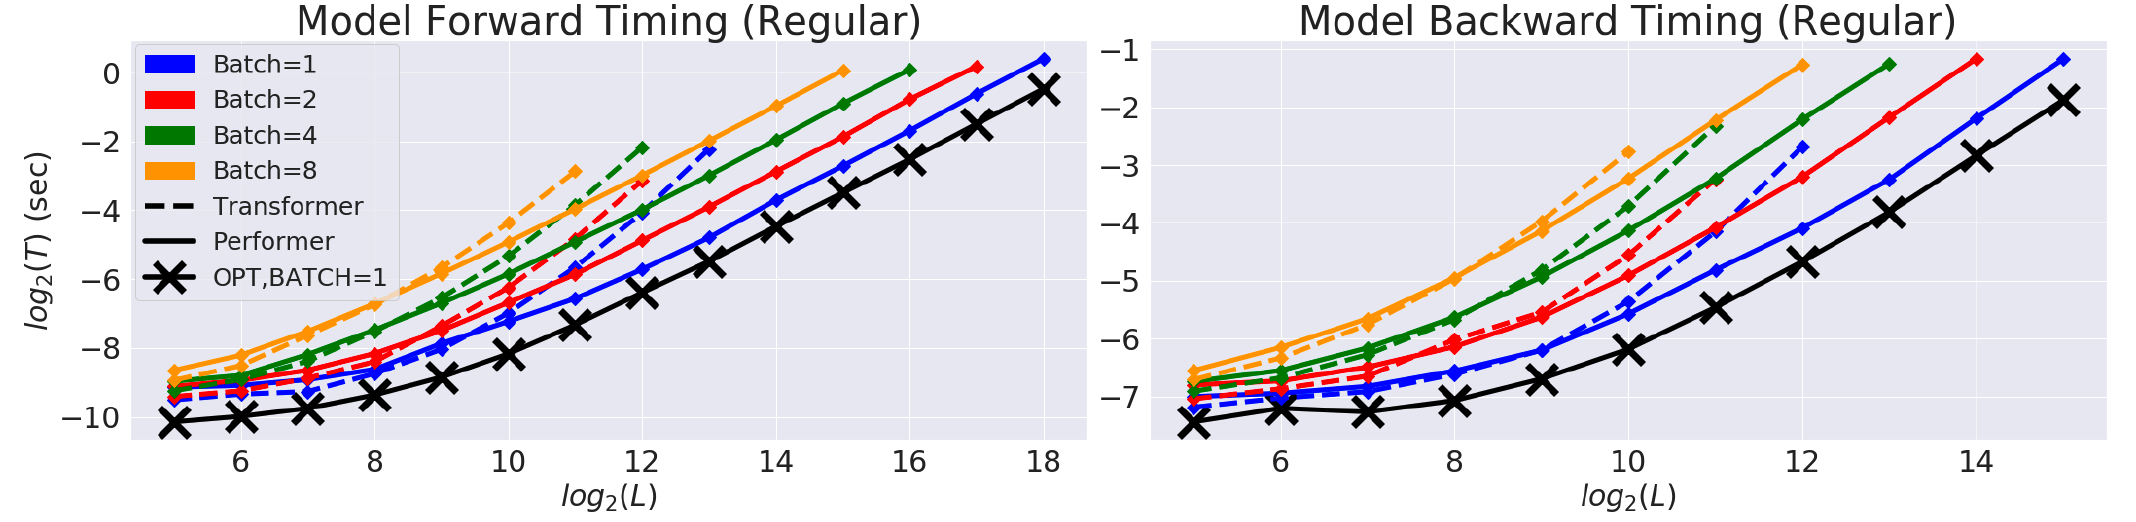 Model Forward Timing (Regular)
log₂(T) (sec)
0
−2
−4
−6
−8
−10
Batch=1
Batch=2
Batch=4
Batch=8
Transformer
Performer
OPT,BATCH=1
6 8 10 12 14 16 18
log₂(L)
Model Backward Timing (Regular)
−1
−2
−3
−4
−5
−6
−7
6 8 10 12 14
log₂(L)